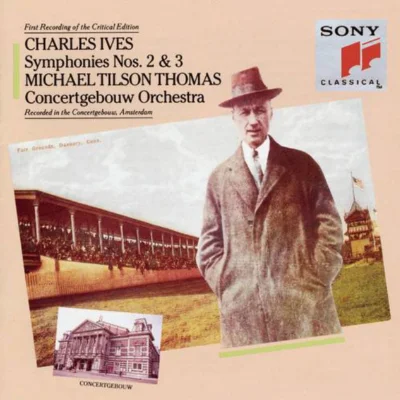 First Recording of the Critical Edition
CHARLES IVES
Symphonies Nos. 2 & 3
MICHAEL TILSON THOMAS
Concertgebouw Orchestra
Recorded in the Concertgebouw, Amsterdam
SONY
CLASSICAL
Fair Grounds, Danbury, Conn.
CONCERTGEBOUW